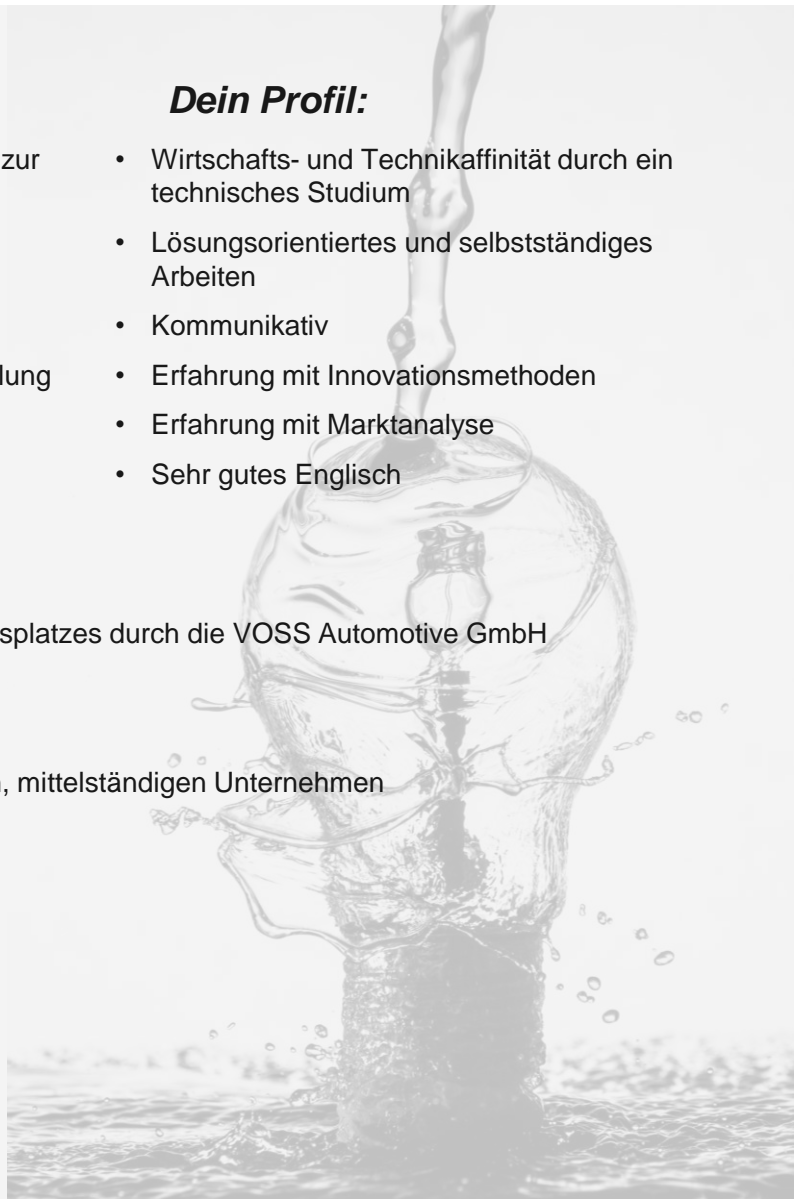 Dein Profil:
zur
• Wirtschafts- und Technikaffinität durch ein
technisches Studium
• Lösungsorientiertes und selbstständiges
Arbeiten
• Kommunikativ
lung
• Erfahrung mit Innovationsmethoden
• Erfahrung mit Marktanalyse
• Sehr gutes Englisch
splatzes durch die VOSS Automotive GmbH
, mittelständigen Unternehmen